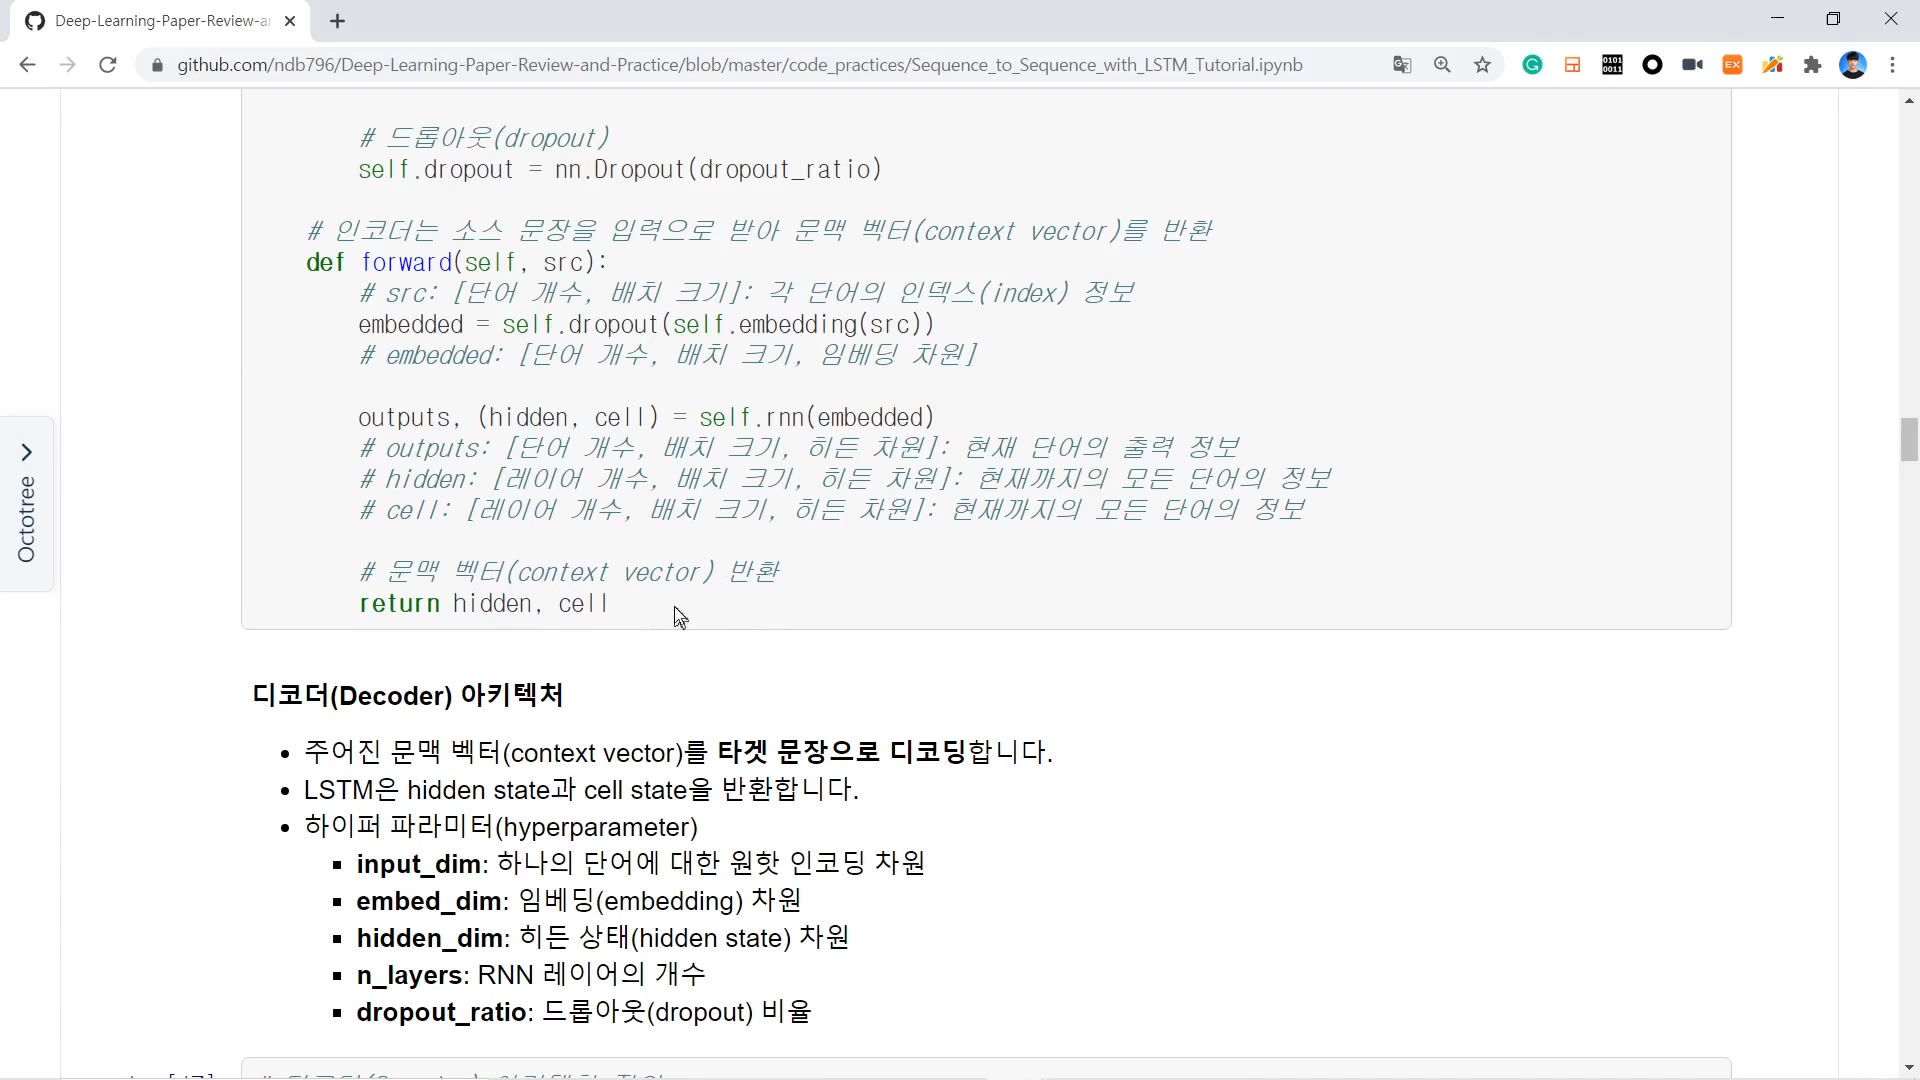 Deep-Learning-Paper-Review-ar
github.com/ndb796/Deep-Learning-Paper-Review-and-Practice/blob/master/code_practices/Sequence_to_Sequence_with_LSTM_Tutorial.ipynb
# 드롭아웃(dropout)
self.dropout = nn.Dropout(dropout_ratio)
# 인코더는 소스 문장을 입력으로 받아 문맥 벡터(context vector)를 반환
def forward(self, src):
# src: [단어 개수, 배치 크기]: 각 단어의 인덱스(index) 정보
embedded = self.dropout(self.embedding(src))
# embedded: [단어 개수, 배치 크기, 임베딩 차원]
outputs, (hidden, cell) = self.rnn(embedded)
# outputs: [단어 개수, 배치 크기, 히든 차원]: 현재 단어의 출력 정보
# hidden: [레이어 개수, 배치 크기, 히든 차원]: 현재까지의 모든 단어의 정보
# cell: [레이어 개수, 배치 크기, 히든 차원]: 현재까지의 모든 단어의 정보
# 문맥 벡터(context vector) 반환
return hidden, cell
Octotree
디코더(Decoder) 아키텍처
주어진 문맥 벡터(context vector)를 타겟 문장으로 디코딩합니다.
LSTM은 hidden state과 cell state을 반환합니다.
하이퍼 파라미터(hyperparameter)
input_dim: 하나의 단어에 대한 원핫 인코딩 차원
embed_dim: 임베딩(embedding) 차원
hidden_dim: 히든 상태(hidden state) 차원
n_layers: RNN 레이어의 개수
dropout_ratio: 드롭아웃(dropout) 비율